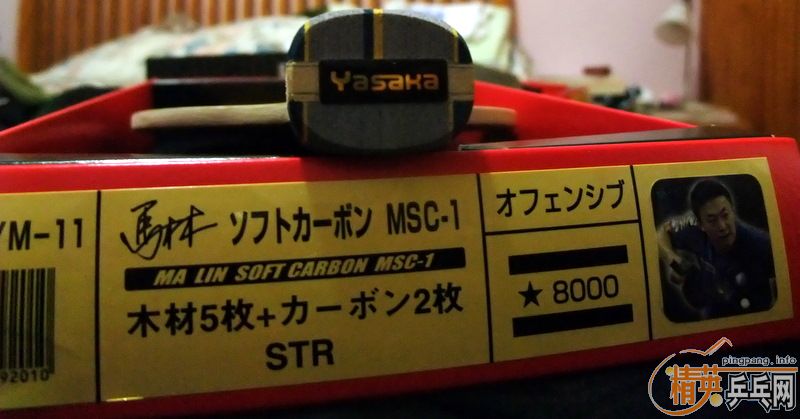 Yasaka
YM-11
馬林 ソフトカーボン MSC-1
MA LIN SOFT CARBON MSC-1
木材5枚+カーボン2枚
STR
オフェンシブ
★ 8000
92010
pingpang.info
精英乒乓网